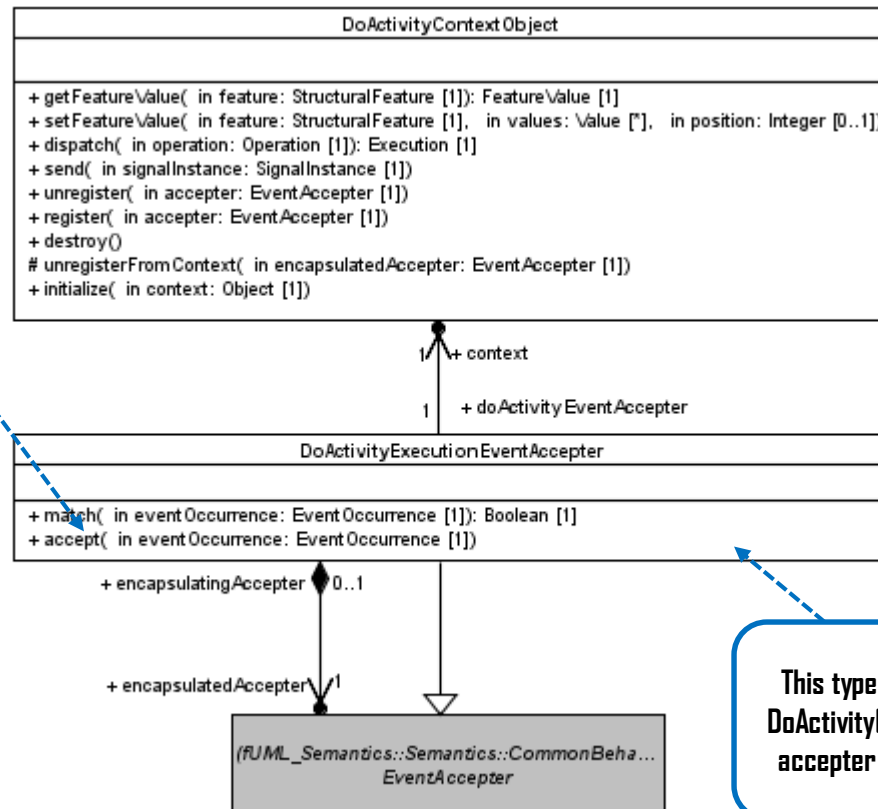 DoActivityContextObject
+ getFeatureValue( in feature: StructuralFeature [1]): FeatureValue [1]
+ setFeatureValue( in feature: StructuralFeature [1], in values: Value [*], in position: Integer [0..1])
+ dispatch( in operation: Operation [1]): Execution [1]
+ send( in signalInstance: SignalInstance [1])
+ unregister( in accepter: EventAccepter [1])
+ register( in accepter: EventAccepter [1])
+ destroy()
# unregisterFromContext( in encapsulatedAccepter: EventAccepter [1])
+ initialize( in context: Object [1])
1 + context
1 + doActivityEventAccepter
DoActivityExecutionEventAccepter
+ match( in eventOccurrence: EventOccurrence [1]): Boolean [1]
+ accept( in eventOccurrence: EventOccurrence [1])
+ encapsulatingAccepter 0..1
+ encapsulatedAccepter 1
(fUML_Semantics::Semantics::CommonBeha...
EventAccepter
This type
DoActivity
accepter